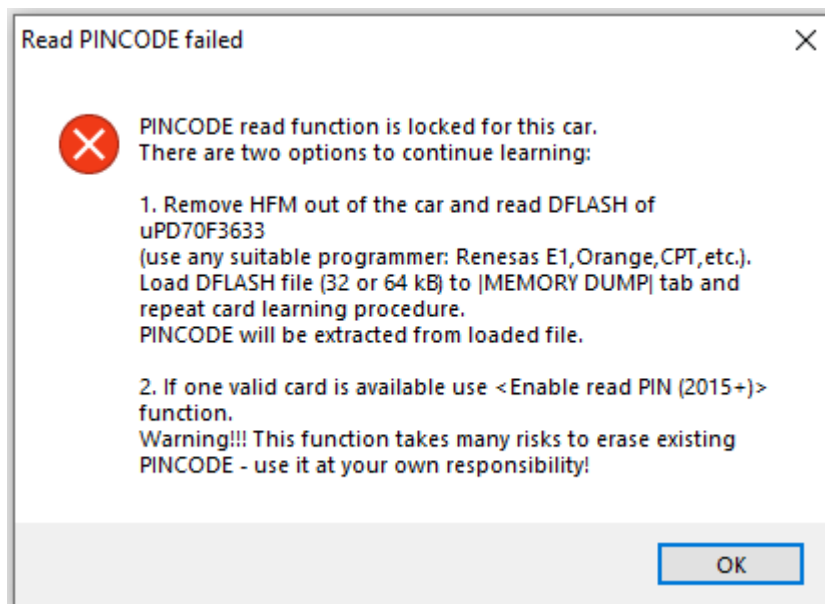 Read PINCODE failed
PINCODE read function is locked for this car.
There are two options to continue learning:
1. Remove HFM out of the car and read DFLASH of
uPD70F3633
(use any suitable programmer: Renesas E1,Orange,CPT,etc.).
Load DFLASH file (32 or 64 kB) to |MEMORY DUMP| tab and
repeat card learning procedure.
PINCODE will be extracted from loaded file.
2. If one valid card is available use <Enable read PIN (2015+)>
function.
Warning!!! This function takes many risks to erase existing
PINCODE - use it at your own responsibility!
OK